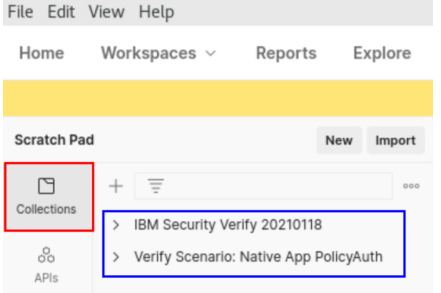 File Edit View Help
Home Workspaces Reports Explore
Scratch Pad New Import
Collections
IBM Security Verify 20210118
Verify Scenario: Native App PolicyAuth
APIs